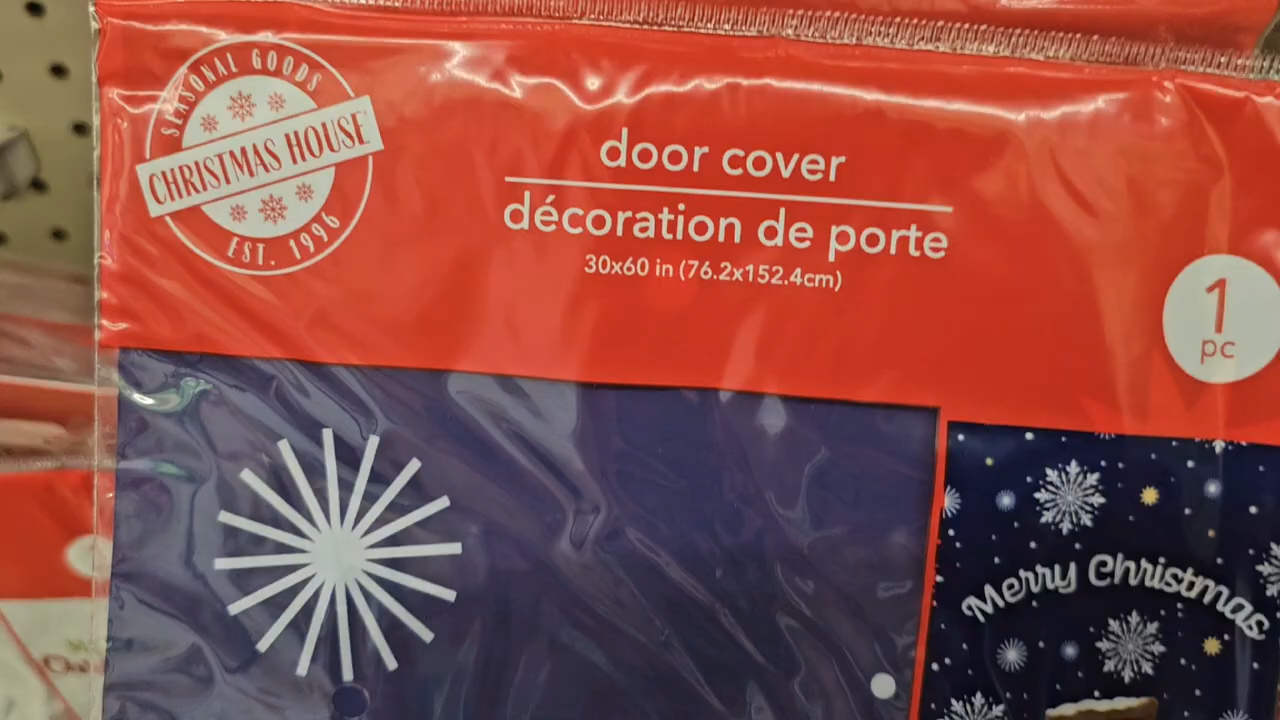 SEASONAL GOODS
CHRISTMAS HOUSE
EST. 1996
door cover
décoration de porte
30x60 in (76.2x152.4cm)
1
pc
Merry Christmas